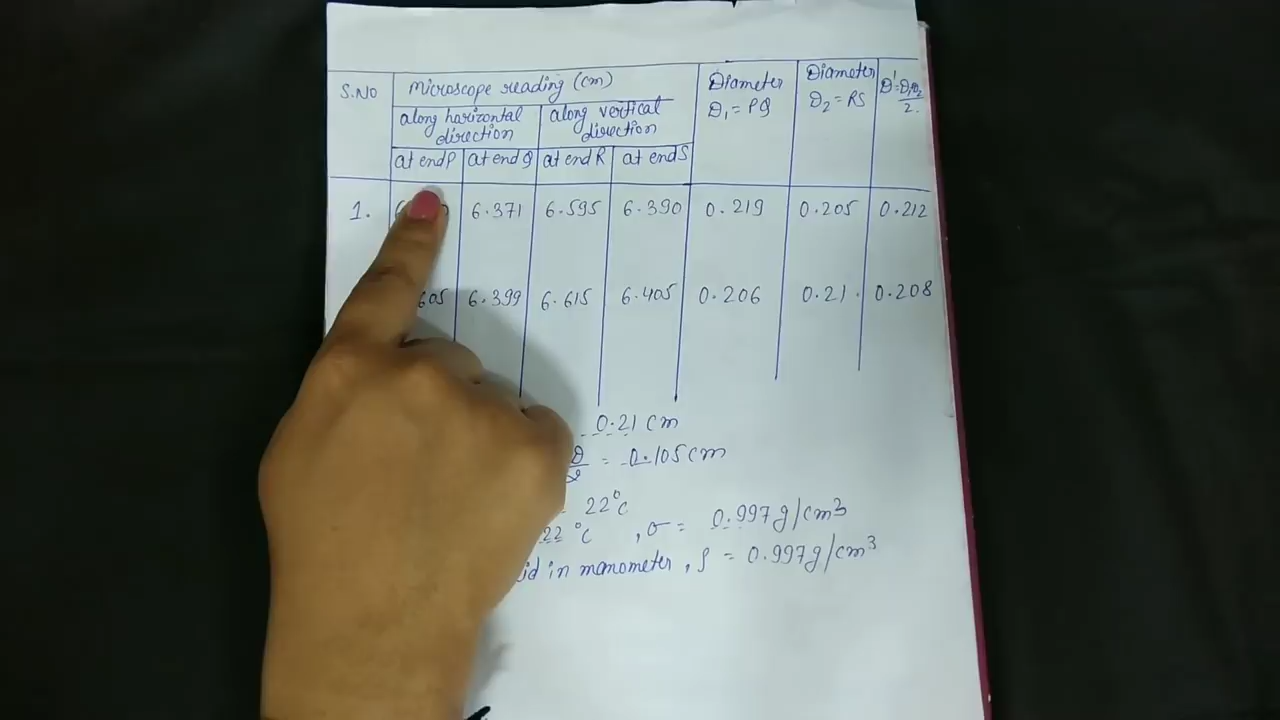 S.NO Microscope reading (cm) Diameter D₁ = PQ Diameter D₂ = RS
along horizontal direction along vertical direction
at end P at end Q at end R at end S
1. 6.371 6.595 6.390 0.219 0.205 0.212
605 6.399 6.615 6.405 0.206 0.21 0.208
0.21 cm
D/2 = 0.105 cm
= 22°C
22 °C , σ = 0.997 g/cm³
in manometer, ρ = 0.997 g/cm³